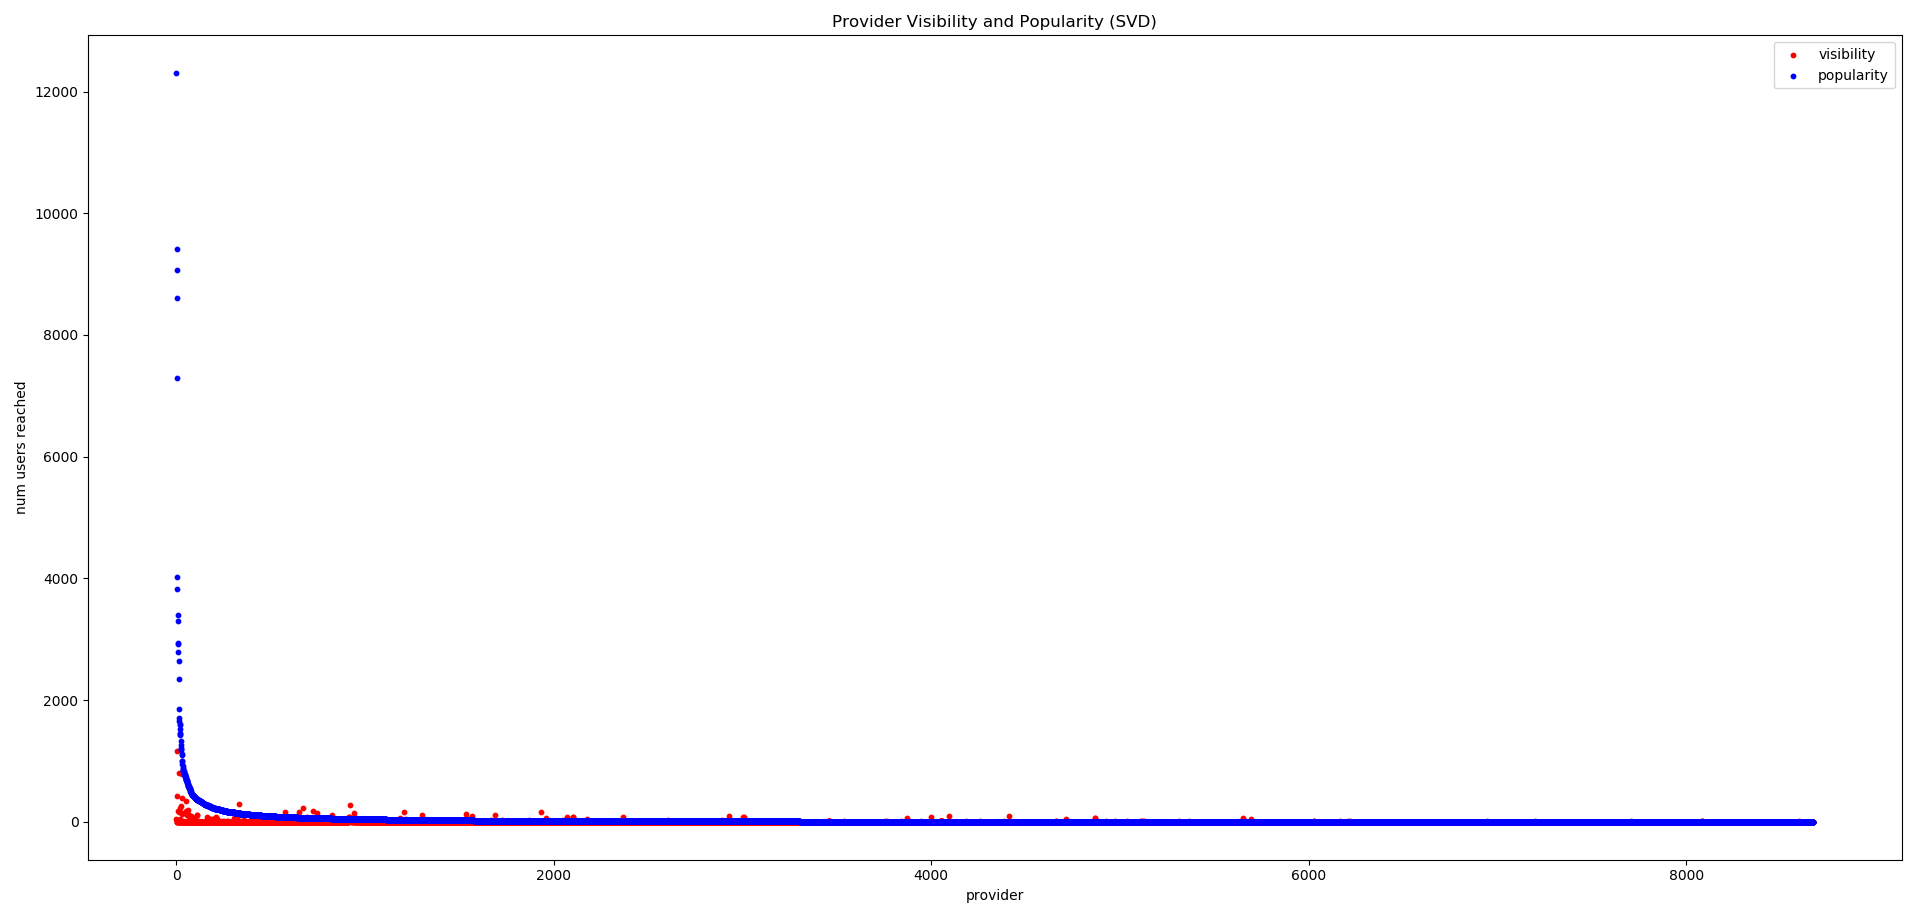 Provider Visibility and Popularity (SVD)
visibility
popularity
12000
10000
8000
6000
4000
2000
0
num users reached
0 2000 4000 6000 8000
provider